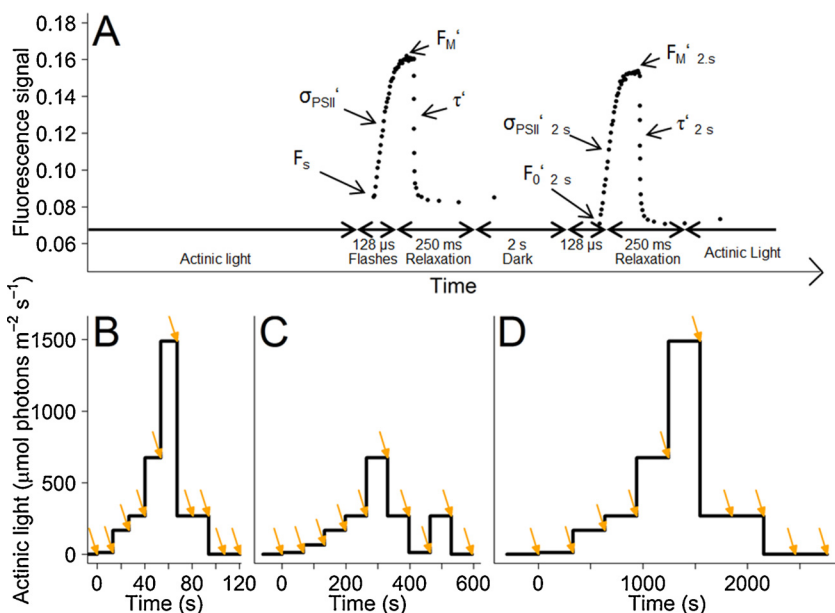 A
Fluorescence signal
0.18
0.16
0.14
0.12
0.10
0.08
0.06
F_M‘
σ_PSII‘
τ‘
F_s
F_M‘ 2.s
σ_PSII‘ 2 s
τ‘ 2 s
F_0‘ 2 s
Actinic light
128 µs
Flashes
250 ms
Relaxation
2 s
Dark
128 µs
250 ms
Relaxation
Actinic Light
Time
Actinic light (µmol photons m⁻² s⁻¹)
1500
500
0
B
0 40 80 120
Time (s)
C
0 200 400 600
Time (s)
D
0 1000 2000
Time (s)